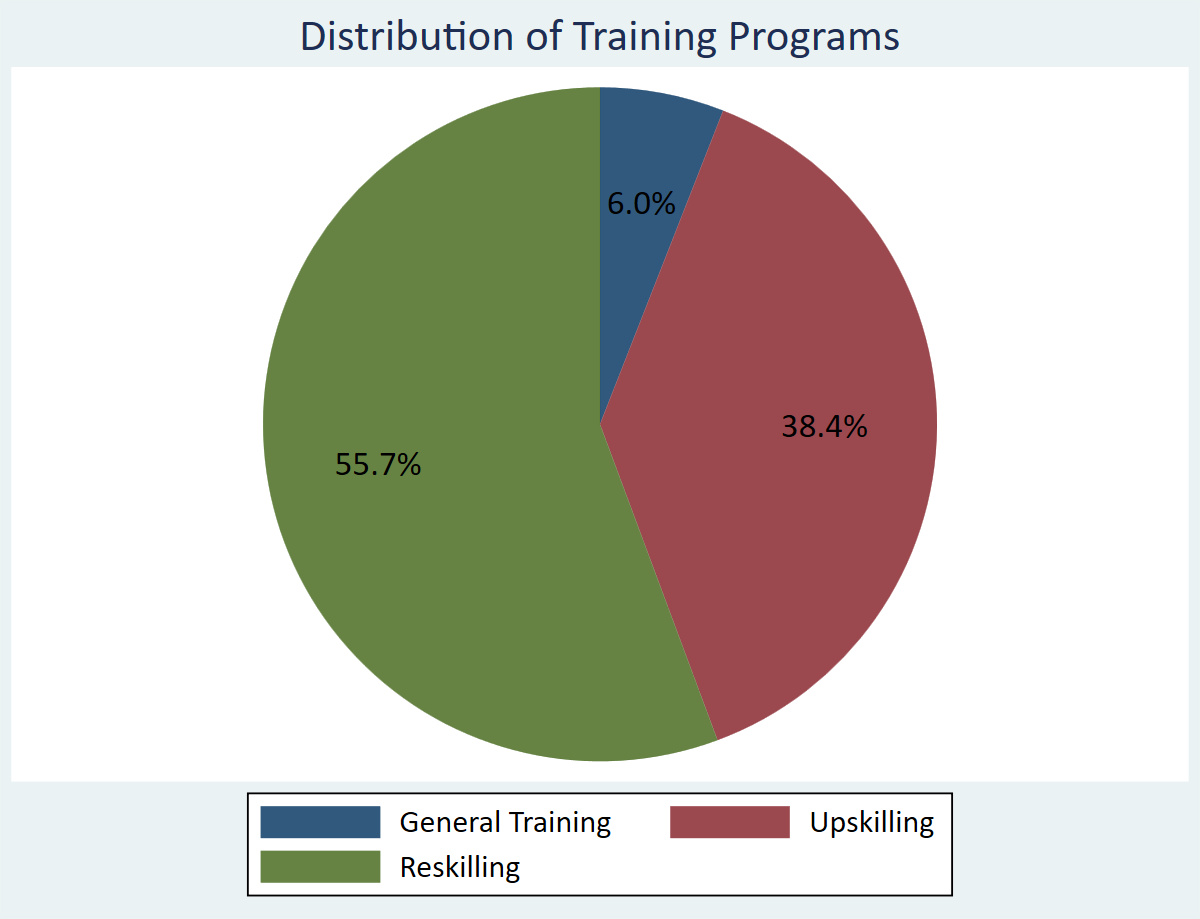 Distribution of Training Programs
6.0%
38.4%
55.7%
General Training
Upskilling
Reskilling